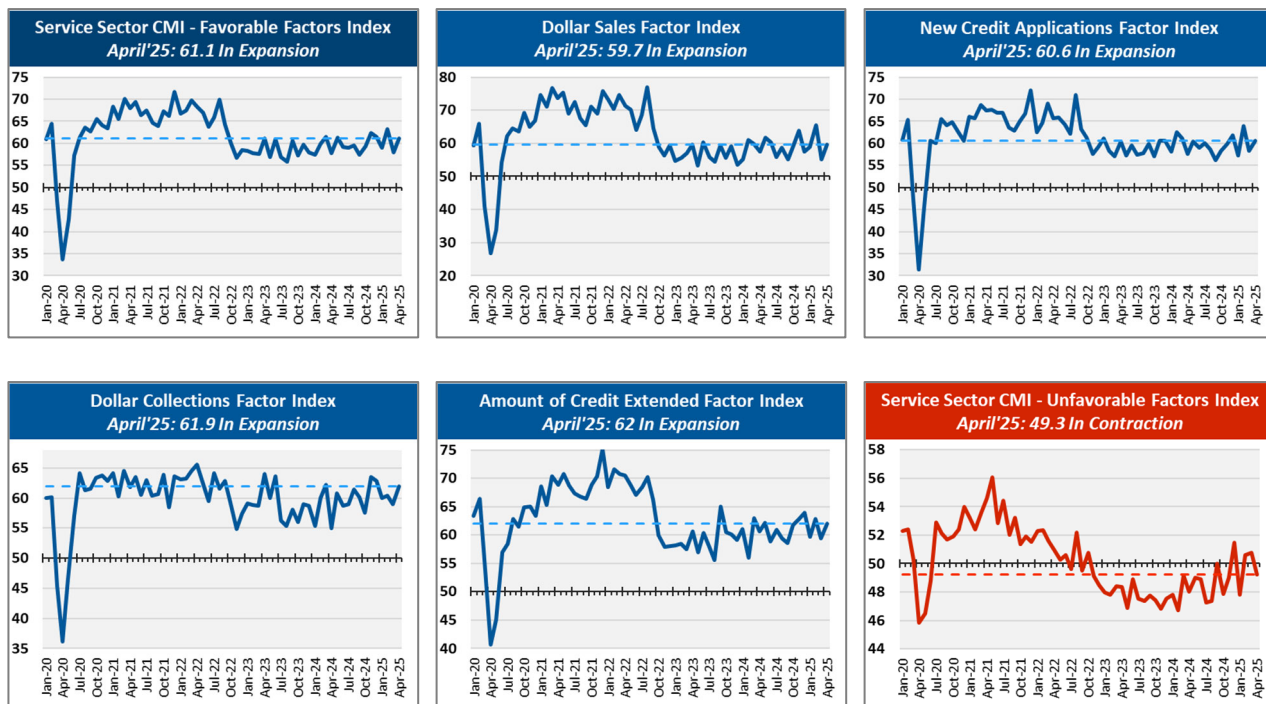 Service Sector CMI - Favorable Factors Index
April'25: 61.1 In Expansion
75
70
65
60
55
50
45
40
35
30
Jan-20
Apr-20
Jul-20
Oct-20
Jan-21
Apr-21
Jul-21
Oct-21
Jan-22
Apr-22
Jul-22
Oct-22
Jan-23
Apr-23
Jul-23
Oct-23
Jan-24
Apr-24
Jul-24
Oct-24
Jan-25
Apr-25
Dollar Sales Factor Index
April'25: 59.7 In Expansion
80
70
60
50
40
30
20
Jan-20
Apr-20
Jul-20
Oct-20
Jan-21
Apr-21
Jul-21
Oct-21
Jan-22
Apr-22
Jul-22
Oct-22
Jan-23
Apr-23
Jul-23
Oct-23
Jan-24
Apr-24
Jul-24
Oct-24
Jan-25
Apr-25
New Credit Applications Factor Index
April'25: 60.6 In Expansion
75
70
65
60
55
50
45
40
35
30
Jan-20
Apr-20
Jul-20
Oct-20
Jan-21
Apr-21
Jul-21
Oct-21
Jan-22
Apr-22
Jul-22
Oct-22
Jan-23
Apr-23
Jul-23
Oct-23
Jan-24
Apr-24
Jul-24
Oct-24
Jan-25
Apr-25
Dollar Collections Factor Index
April'25: 61.9 In Expansion
65
60
55
50
45
40
35
Jan-20
Apr-20
Jul-20
Oct-20
Jan-21
Apr-21
Jul-21
Oct-21
Jan-22
Apr-22
Jul-22
Oct-22
Jan-23
Apr-23
Jul-23
Oct-23
Jan-24
Apr-24
Jul-24
Oct-24
Jan-25
Apr-25
Amount of Credit Extended Factor Index
April'25: 62 In Expansion
75
70
65
60
55
50
45
40
Jan-20
Apr-20
Jul-20
Oct-20
Jan-21
Apr-21
Jul-21
Oct-21
Jan-22
Apr-22
Jul-22
Oct-22
Jan-23
Apr-23
Jul-23
Oct-23
Jan-24
Apr-24
Jul-24
Oct-24
Jan-25
Apr-25
Service Sector CMI - Unfavorable Factors Index
April'25: 49.3 In Contraction
58
56
54
52
50
48
46
44
Jan-20
Apr-20
Jul-20
Oct-20
Jan-21
Apr-21
Jul-21
Oct-21
Jan-22
Apr-22
Jul-22
Oct-22
Jan-23
Apr-23
Jul-23
Oct-23
Jan-24
Apr-24
Jul-24
Oct-24
Jan-25
Apr-25